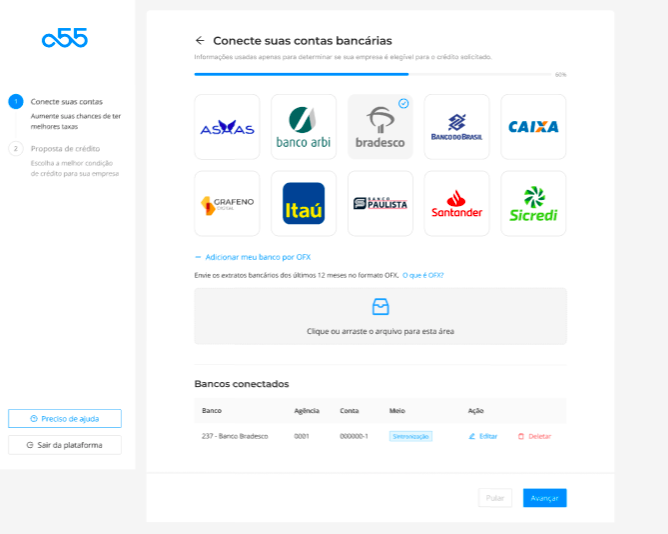 a55
← Conecte suas contas bancárias
Informações usadas apenas para determinar se sua empresa é elegível para o crédito solicitado.
60%
1 Conecte suas contas
Aumente suas chances de ter
melhores taxas
2 Proposta de crédito
Escolha a melhor condição
de crédito para sua empresa
ASAAS
banco arbi
bradesco
BANCO DO BRASIL
CAIXA
GRAFENO
DIGITAL
Itaú
BANCO
PAULISTA
Santander
Sicredi
− Adicionar meu banco por OFX
Envie os extratos bancários dos últimos 12 meses no formato OFX. O que é OFX?
Clique ou arraste o arquivo para esta área
Bancos conectados
Banco Agência Conta Meio Ação
237 - Banco Bradesco 0001 000000-1 Sincronização Editar Deletar
Preciso de ajuda
Sair da plataforma
Pular Avançar